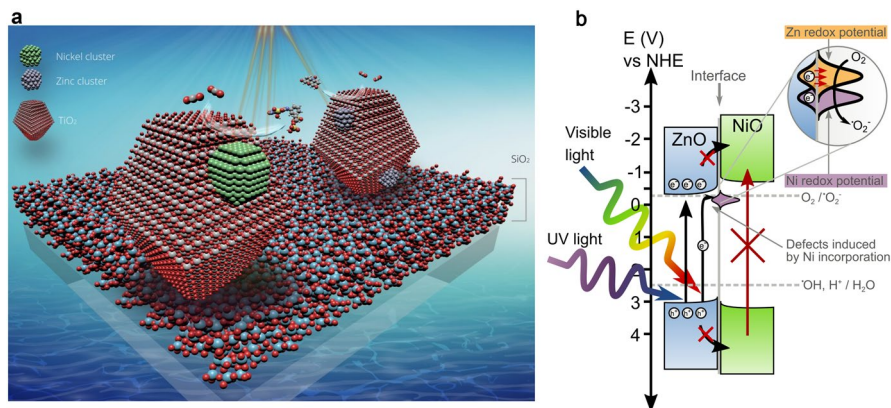 a
Nickel cluster
Zinc cluster
TiO₂
SiO₂
b
E (V)
vs NHE
Zn redox potential
O₂
e⁻
e⁻
·O₂⁻
Ni redox potential
Interface
-3
-2
-1
0
1
3
4
Visible
light
UV light
ZnO
NiO
e⁻ e⁻ e⁻
e⁻
O₂ /·O₂⁻
Defects induced
by Ni incorporation
·OH, H⁺ / H₂O
h⁺ h⁺ h⁺